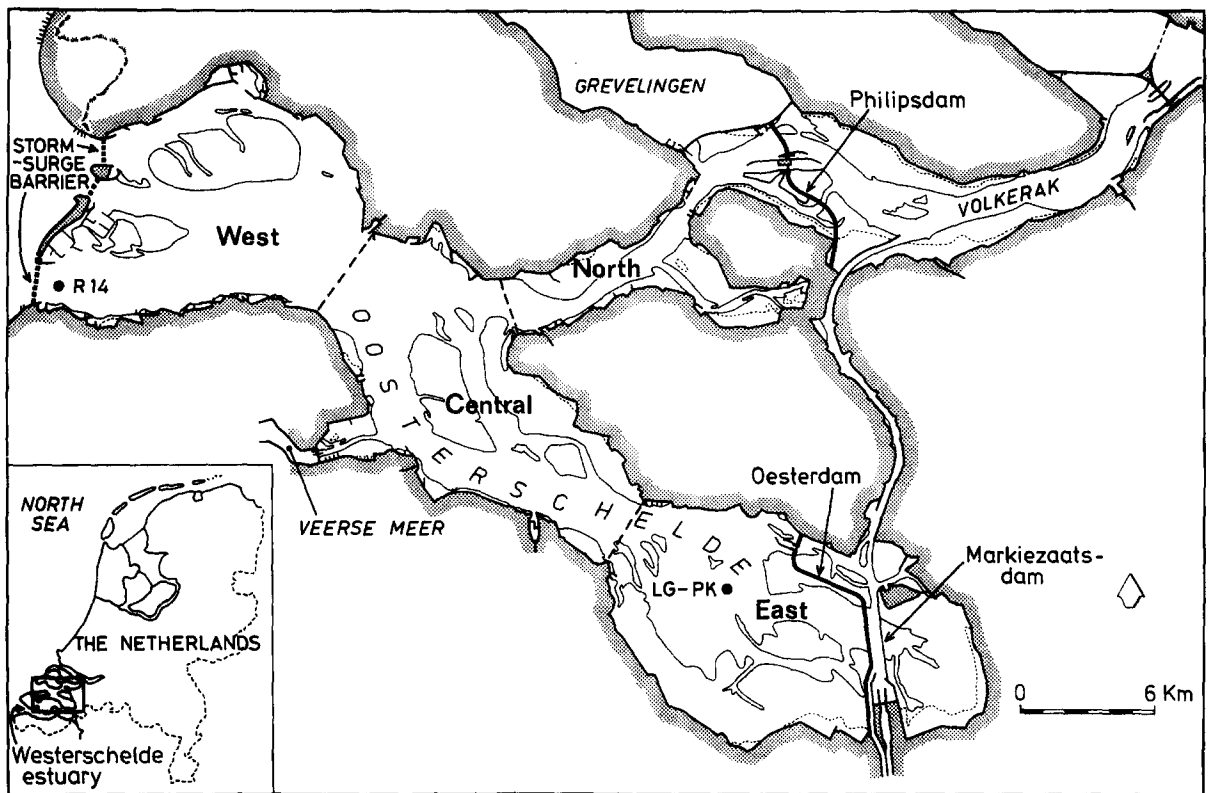 GREVELINGEN
Philipsdam
STORM
-SURGE
BARRIER
VOLKERAK
West
R 14
North
OOSTERSCHELDE
Central
Oesterdam
NORTH
SEA
VEERSE MEER
Markiezaats-
dam
LG-PK
East
THE NETHERLANDS
0 6 Km
Westerschelde
estuary